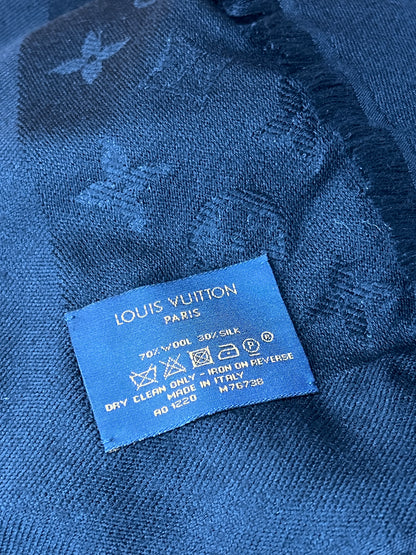 LOUIS VUITTON
PARIS
70% WOOL 30% SILK
P
DRY CLEAN ONLY - IRON ON REVERSE
MADE IN ITALY
AO 1220 M76738